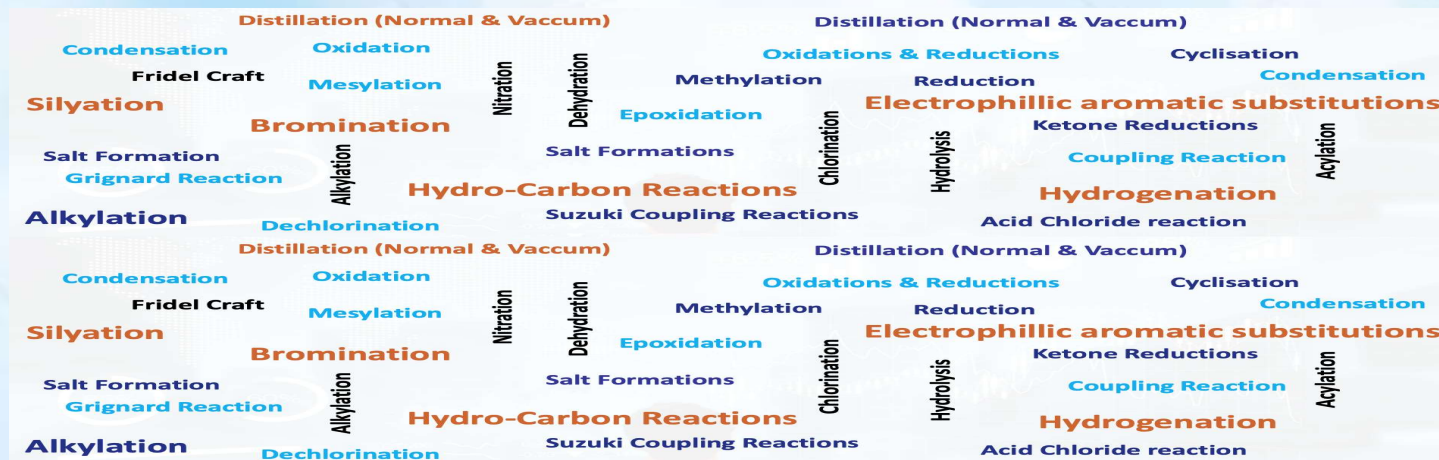 Distillation (Normal & Vaccum)
Distillation (Normal & Vaccum)
Condensation
Oxidation
Oxidations & Reductions
Cyclisation
Fridel Craft
Mesylation
Nitration
Dehydration
Methylation
Reduction
Condensation
Silyation
Bromination
Epoxidation
Electrophillic aromatic substitutions
Chlorination
Ketone Reductions
Salt Formation
Alkylation
Salt Formations
Hydrolysis
Coupling Reaction
Acylation
Grignard Reaction
Hydro-Carbon Reactions
Hydrogenation
Alkylation
Dechlorination
Suzuki Coupling Reactions
Acid Chloride reaction
Distillation (Normal & Vaccum)
Distillation (Normal & Vaccum)
Condensation
Oxidation
Oxidations & Reductions
Cyclisation
Fridel Craft
Mesylation
Nitration
Dehydration
Methylation
Reduction
Condensation
Silyation
Bromination
Epoxidation
Electrophillic aromatic substitutions
Chlorination
Ketone Reductions
Salt Formation
Alkylation
Salt Formations
Hydrolysis
Coupling Reaction
Acylation
Grignard Reaction
Hydro-Carbon Reactions
Hydrogenation
Alkylation
Dechlorination
Suzuki Coupling Reactions
Acid Chloride reaction